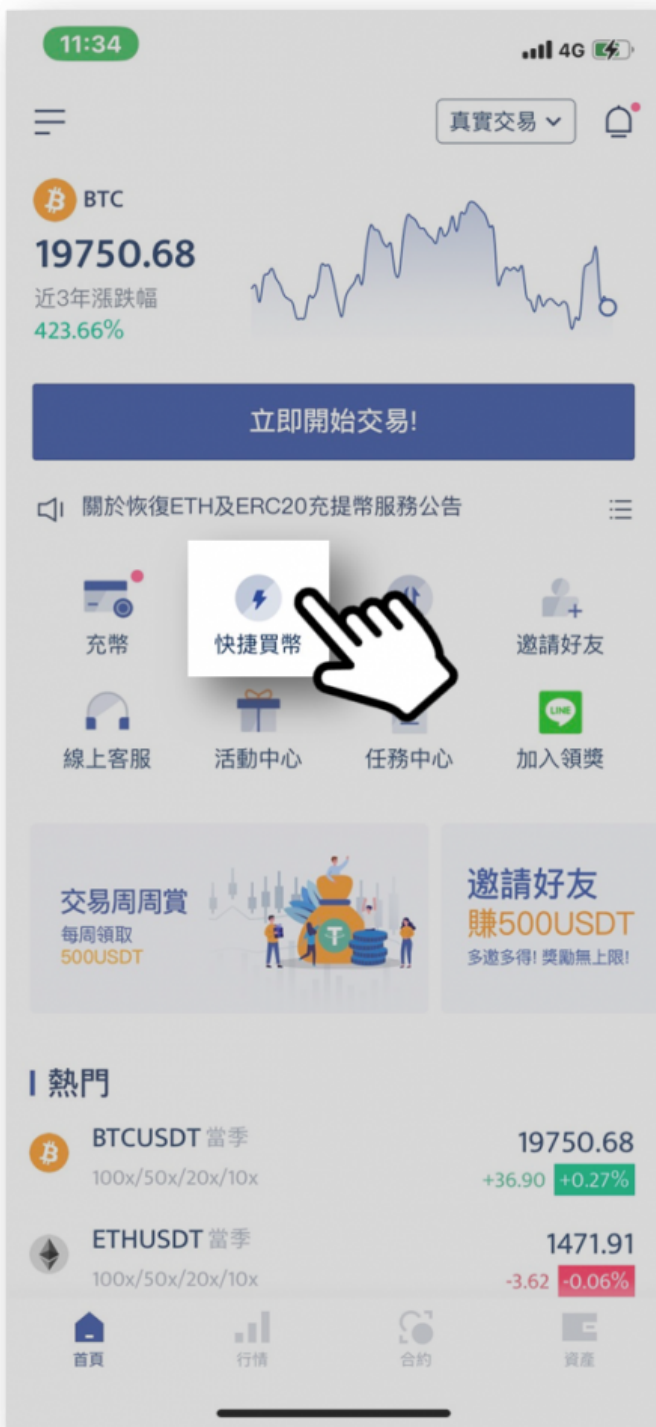 11:34
4G
真實交易
BTC
19750.68
近3年漲跌幅
423.66%
立即開始交易!
關於恢復ETH及ERC20充提幣服務公告
充幣
快捷買幣
邀請好友
LINE
線上客服
活動中心
任務中心
加入領獎
交易周周賞
每周領取
500USDT
邀請好友
賺500USDT
多邀多得! 獎勵無上限!
熱門
BTCUSDT 當季
19750.68
100x/50x/20x/10x
+36.90 +0.27%
ETHUSDT 當季
1471.91
100x/50x/20x/10x
-3.62 -0.06%
首頁
行情
合約
資產